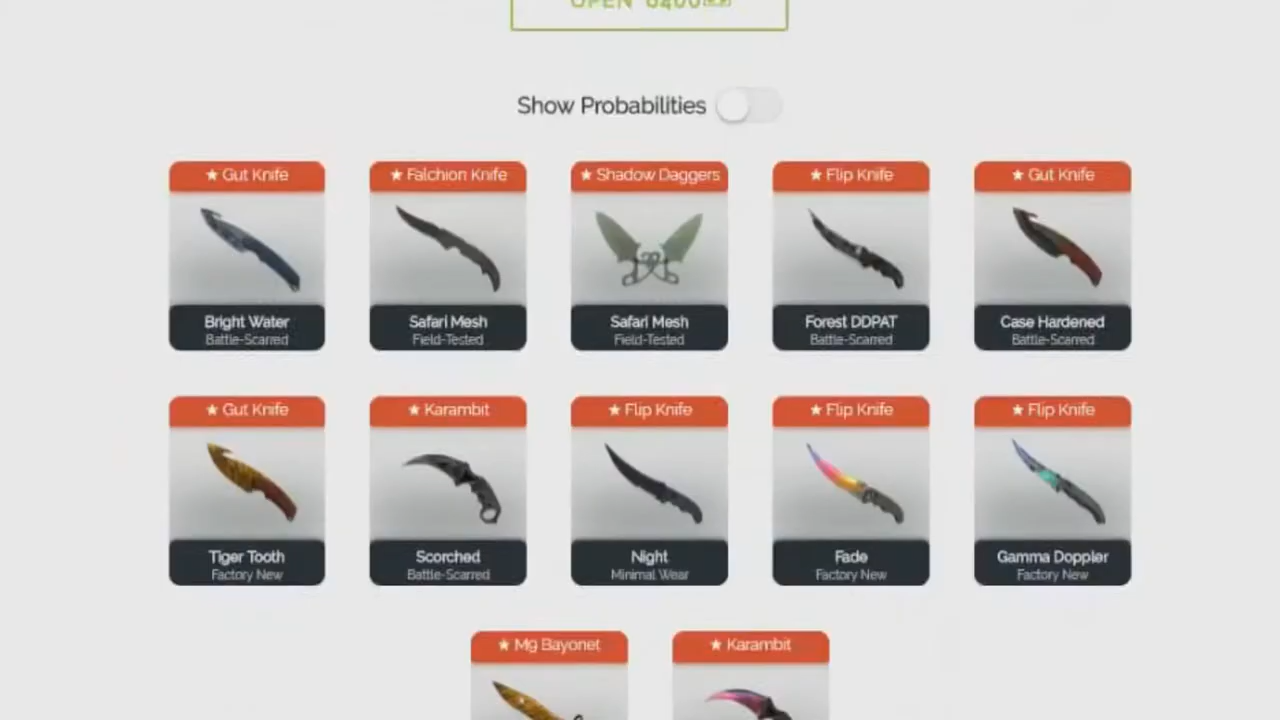 OPEN 6400
Show Probabilities
★ Gut Knife
★ Falchion Knife
★ Shadow Daggers
★ Flip Knife
★ Gut Knife
Bright Water
Battle-Scarred
Safari Mesh
Field-Tested
Safari Mesh
Field-Tested
Forest DDPAT
Battle-Scarred
Case Hardened
Battle-Scarred
★ Gut Knife
★ Karambit
★ Flip Knife
★ Flip Knife
★ Flip Knife
Tiger Tooth
Factory New
Scorched
Battle-Scarred
Night
Minimal Wear
Fade
Factory New
Gamma Doppler
Factory New
★ M9 Bayonet
★ Karambit